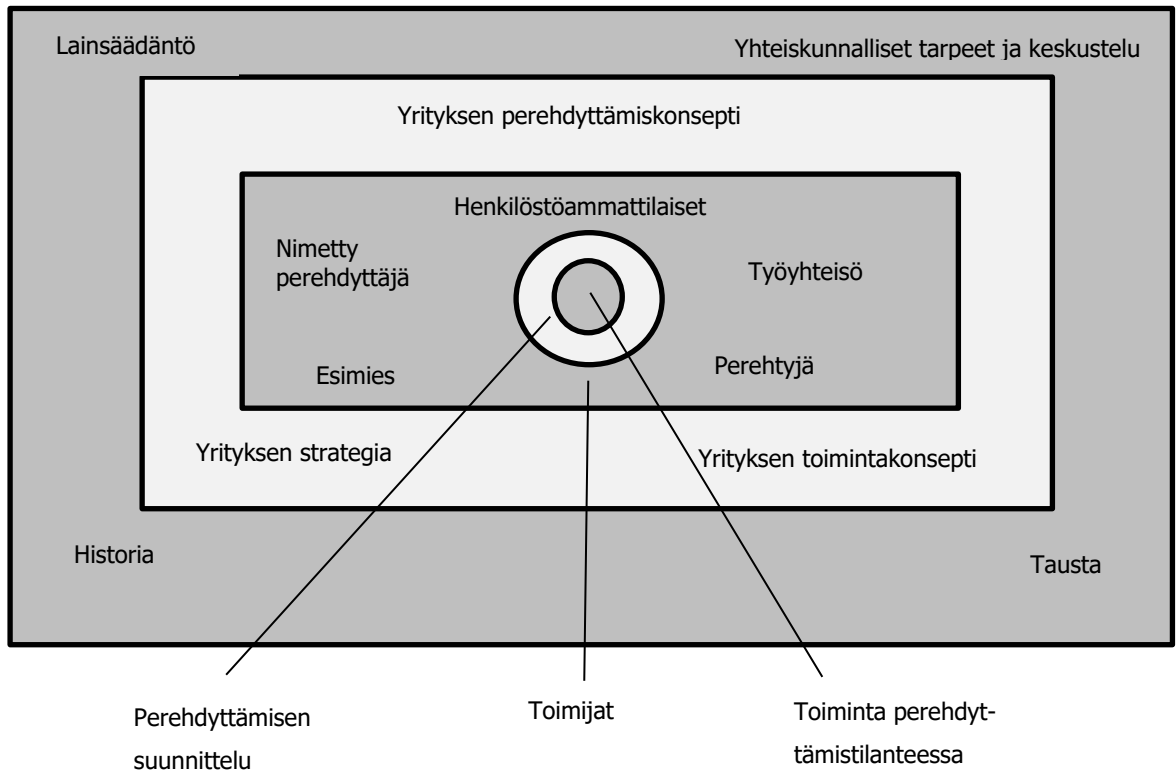 Lainsäädäntö
Yhteiskunnalliset tarpeet ja keskustelu
Yrityksen perehdyttämiskonsepti
Henkilöstöammattilaiset
Nimetty
perehdyttäjä
Työyhteisö
Esimies
Perehtyjä
Yrityksen strategia
Yrityksen toimintakonsepti
Historia
Tausta
Perehdyttämisen
suunnittelu
Toimijat
Toiminta perehdyt-
tämistilanteessa